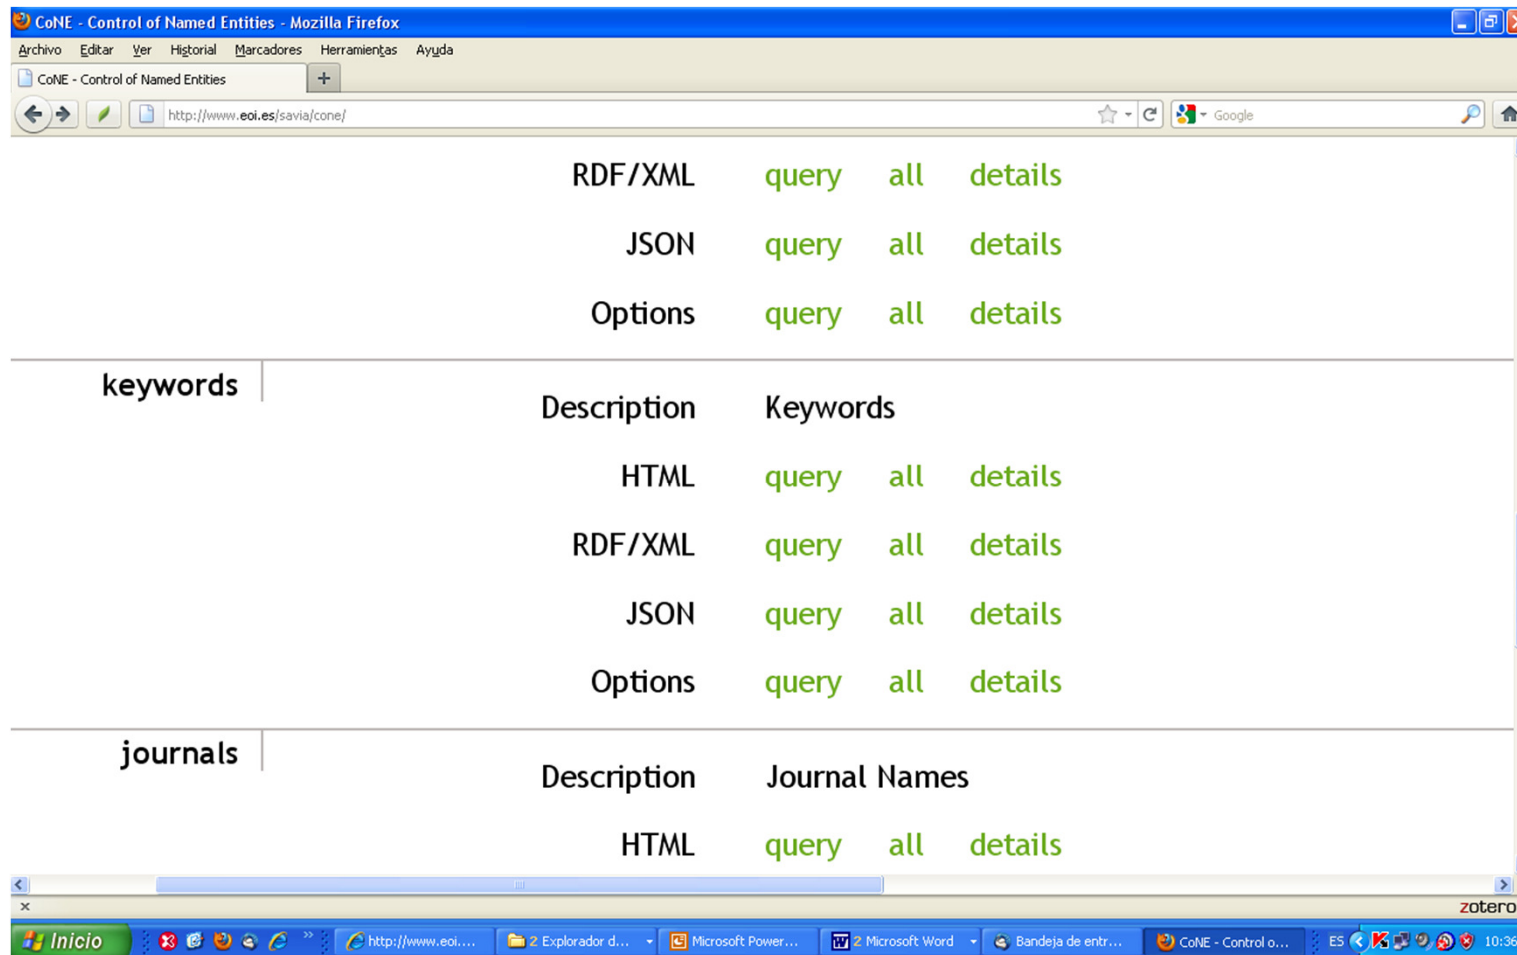 CoNE - Control of Named Entities - Mozilla Firefox
Archivo Editar Ver Historial Marcadores Herramientas Ayuda
CoNE - Control of Named Entities +
http://www.eoi.es/savia/cone/ Google
RDF/XML query all details
JSON query all details
Options query all details
keywords
Description Keywords
HTML query all details
RDF/XML query all details
JSON query all details
Options query all details
journals
Description Journal Names
HTML query all details
zotero
Inicio http://www.eoi.... 2 Explorador d... Microsoft Power... 2 Microsoft Word Bandeja de entr... CoNE - Control o... ES 10:36